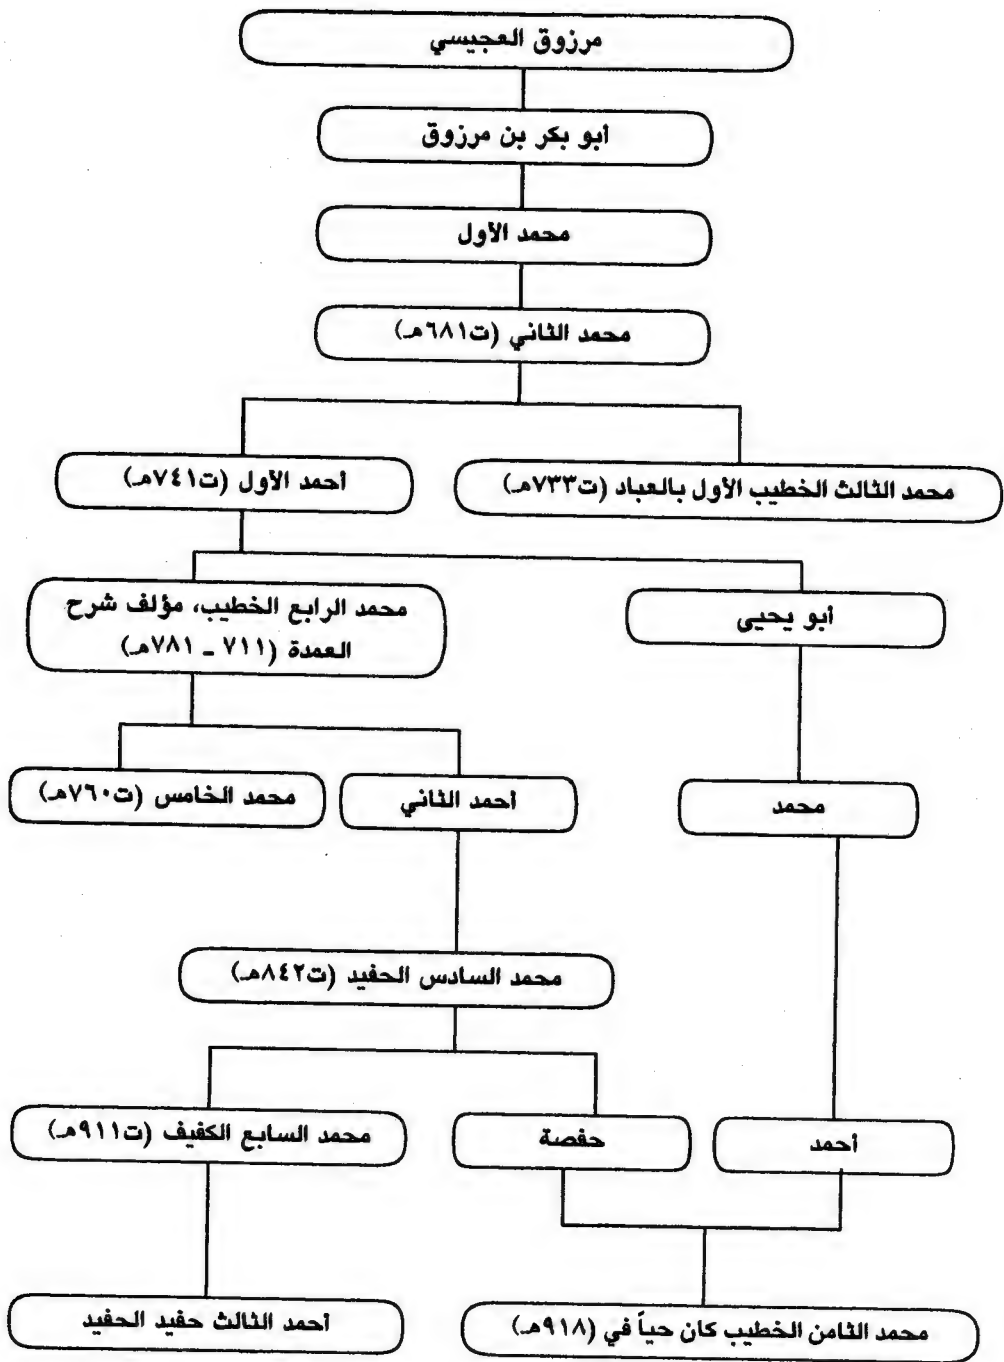 مرزوق العجيسي
أبو بكر بن مرزوق
محمد الأول
محمد الثاني (ت٦٨١هـ)
محمد الثالث الخطيب الأول بالعباد (ت٧٣٣هـ)
أحمد الأول (ت٧٤١هـ)
أبو يحيى
محمد الرابع الخطيب، مؤلف شرح
العمدة (٧١١ ـ ٧٨١هـ)
محمد
أحمد الثاني
محمد الخامس (ت٧٦٠هـ)
محمد السادس الحفيد (ت٨٤٢هـ)
أحمد
حفصة
محمد السابع الكفيف (ت٩١١هـ)
محمد الثامن الخطيب كان حياً في (٩١٨هـ)
أحمد الثالث حفيد الحفيد